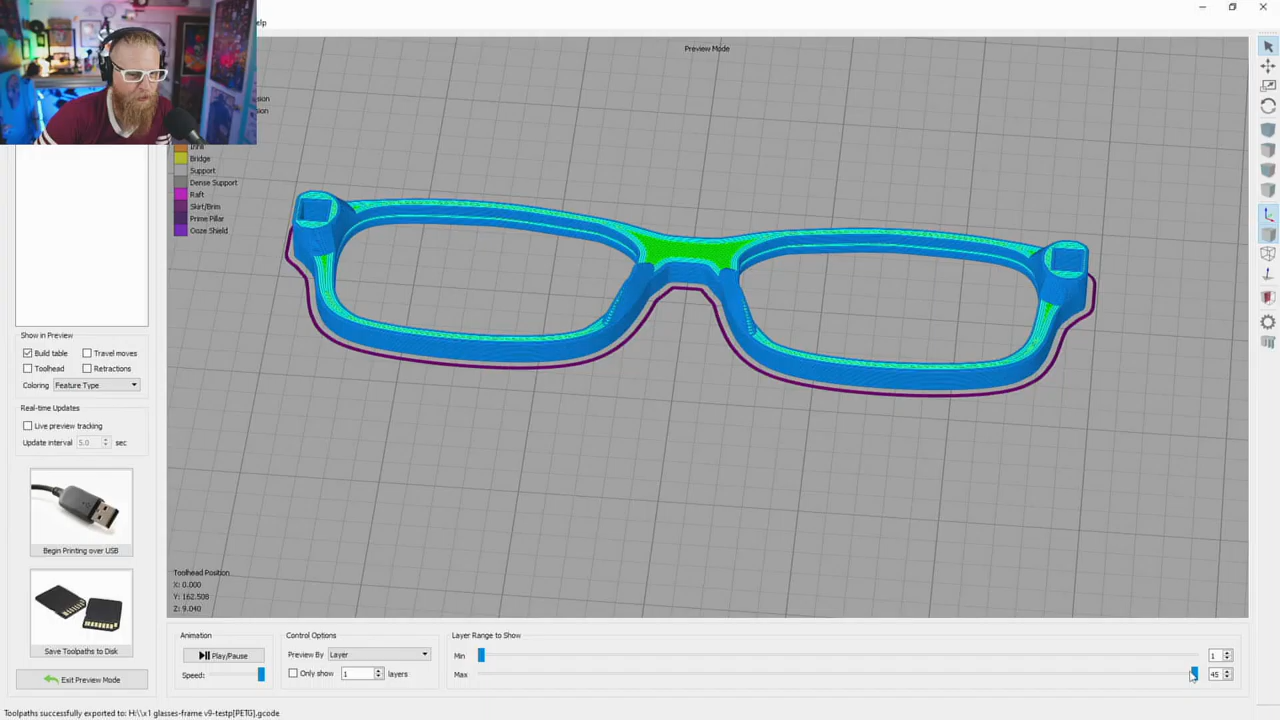 elp
Preview Mode
sion
sion
Infill
Bridge
Support
Dense Support
Raft
Skirt/Brim
Prime Pillar
Ooze Shield
Show in Preview
Build table Travel moves
Toolhead Retractions
Coloring Feature Type
Real-time Updates
Live preview tracking
Update interval 5.0 sec
Begin Printing over USB
Save Toolpaths to Disk
Exit Preview Mode
Toolhead Position
X: 0.000
Y: 162.508
Z: 9.040
Animation
Play/Pause
Speed:
Control Options
Preview By Layer
Only show 1 layers
Layer Range to Show
Min 1
Max 45
Toolpaths successfully exported to: H:\\x1 glasses-frame v9-testp[PETG].gcode